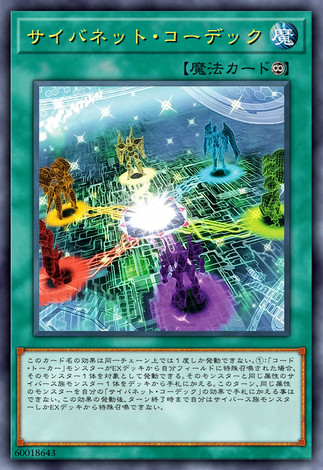 サイバネット・コーデック
魔
【魔法カード】
このカード名の効果は同一チェーン上では1度しか発動できない。①:「コード
・トーカー」モンスターがEXデッキから自分フィールドに特殊召喚された場合、
そのモンスター1体を対象として発動できる。そのモンスターと同じ属性のサ
イバース族モンスター1体をデッキから手札に加える。このターン、同じ属性
のモンスターを自分の「サイバネット・コーデック」の効果で手札に加える事は
できない。この効果の発動後、ターン終了時まで自分はサイバース族モンスタ
ーしかEXデッキから特殊召喚できない。
60018643